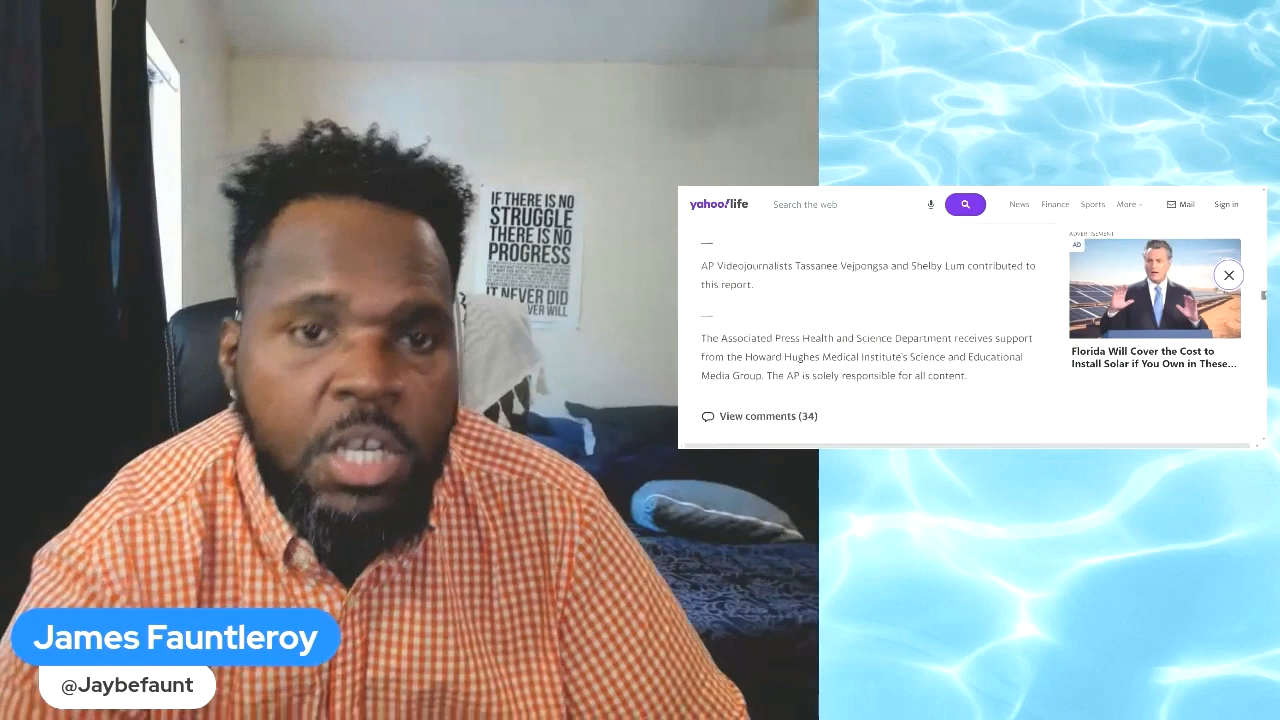 IF THERE IS NO
STRUGGLE
THERE IS NO
PROGRESS
IT NEVER DID
EVER WILL.
yahoo!life
Search the web
News
Finance
Sports
More
Mail
Sign in
—
AP Videojournalists Tassanee Vejpongsa and Shelby Lum contributed to
this report.
—
The Associated Press Health and Science Department receives support
from the Howard Hughes Medical Institute's Science and Educational
Media Group. The AP is solely responsible for all content.
View comments (34)
ADVERTISEMENT
AD
Florida Will Cover the Cost to
Install Solar if You Own in These...
James Fauntleroy
@Jaybefaunt